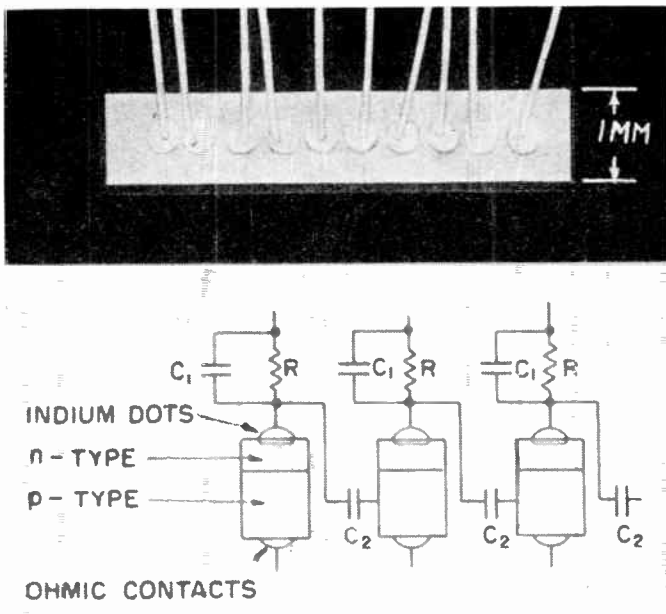 1MM
C1 R C1 R C1 R
INDIUM DOTS
n-TYPE
p-TYPE
C2 C2 C2
OHMIC CONTACTS